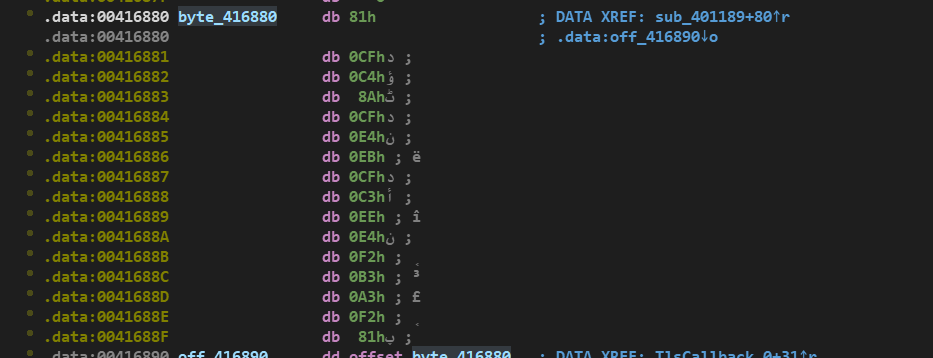 .data:00416880 byte_416880 db 81h ; DATA XREF: sub_401189+80↑r
.data:00416880 ; .data:off_416890↓o
.data:00416881 db 0CFh ; د
.data:00416882 db 0C4h ; ؤ
.data:00416883 db 8Ah ; ٹ
.data:00416884 db 0CFh ; د
.data:00416885 db 0E4h ; ن
.data:00416886 db 0EBh ; ë
.data:00416887 db 0CFh ; د
.data:00416888 db 0C3h ; أ
.data:00416889 db 0EEh ; î
.data:0041688A db 0E4h ; ن
.data:0041688B db 0F2h ;
.data:0041688C db 0B3h ; ³
.data:0041688D db 0A3h ; £
.data:0041688E db 0F2h ;
.data:0041688F db 81h ; پ
.data:00416890 off_416890 dd offset byte_416880 ; DATA XREF: TlsCallback_0+31↑r